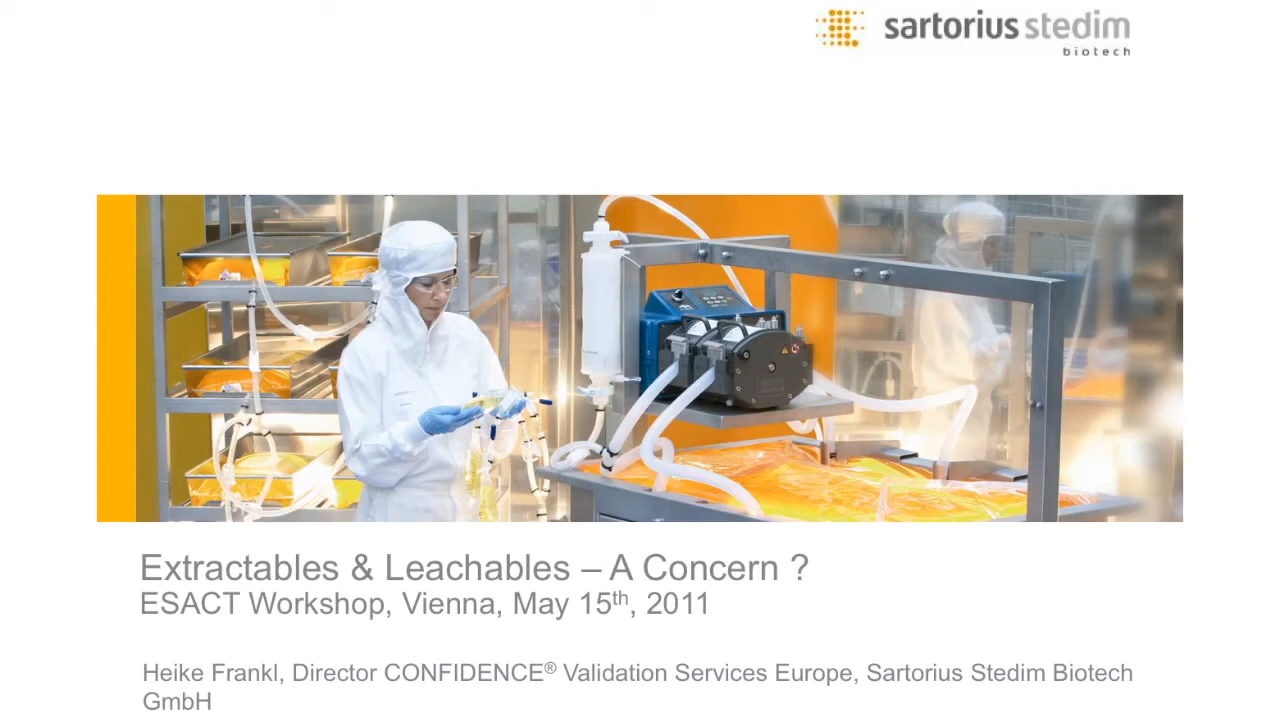 sartorius stedim
biotech
Extractables & Leachables – A Concern ?
ESACT Workshop, Vienna, May 15th, 2011
Heike Frankl, Director CONFIDENCE® Validation Services Europe, Sartorius Stedim Biotech
GmbH